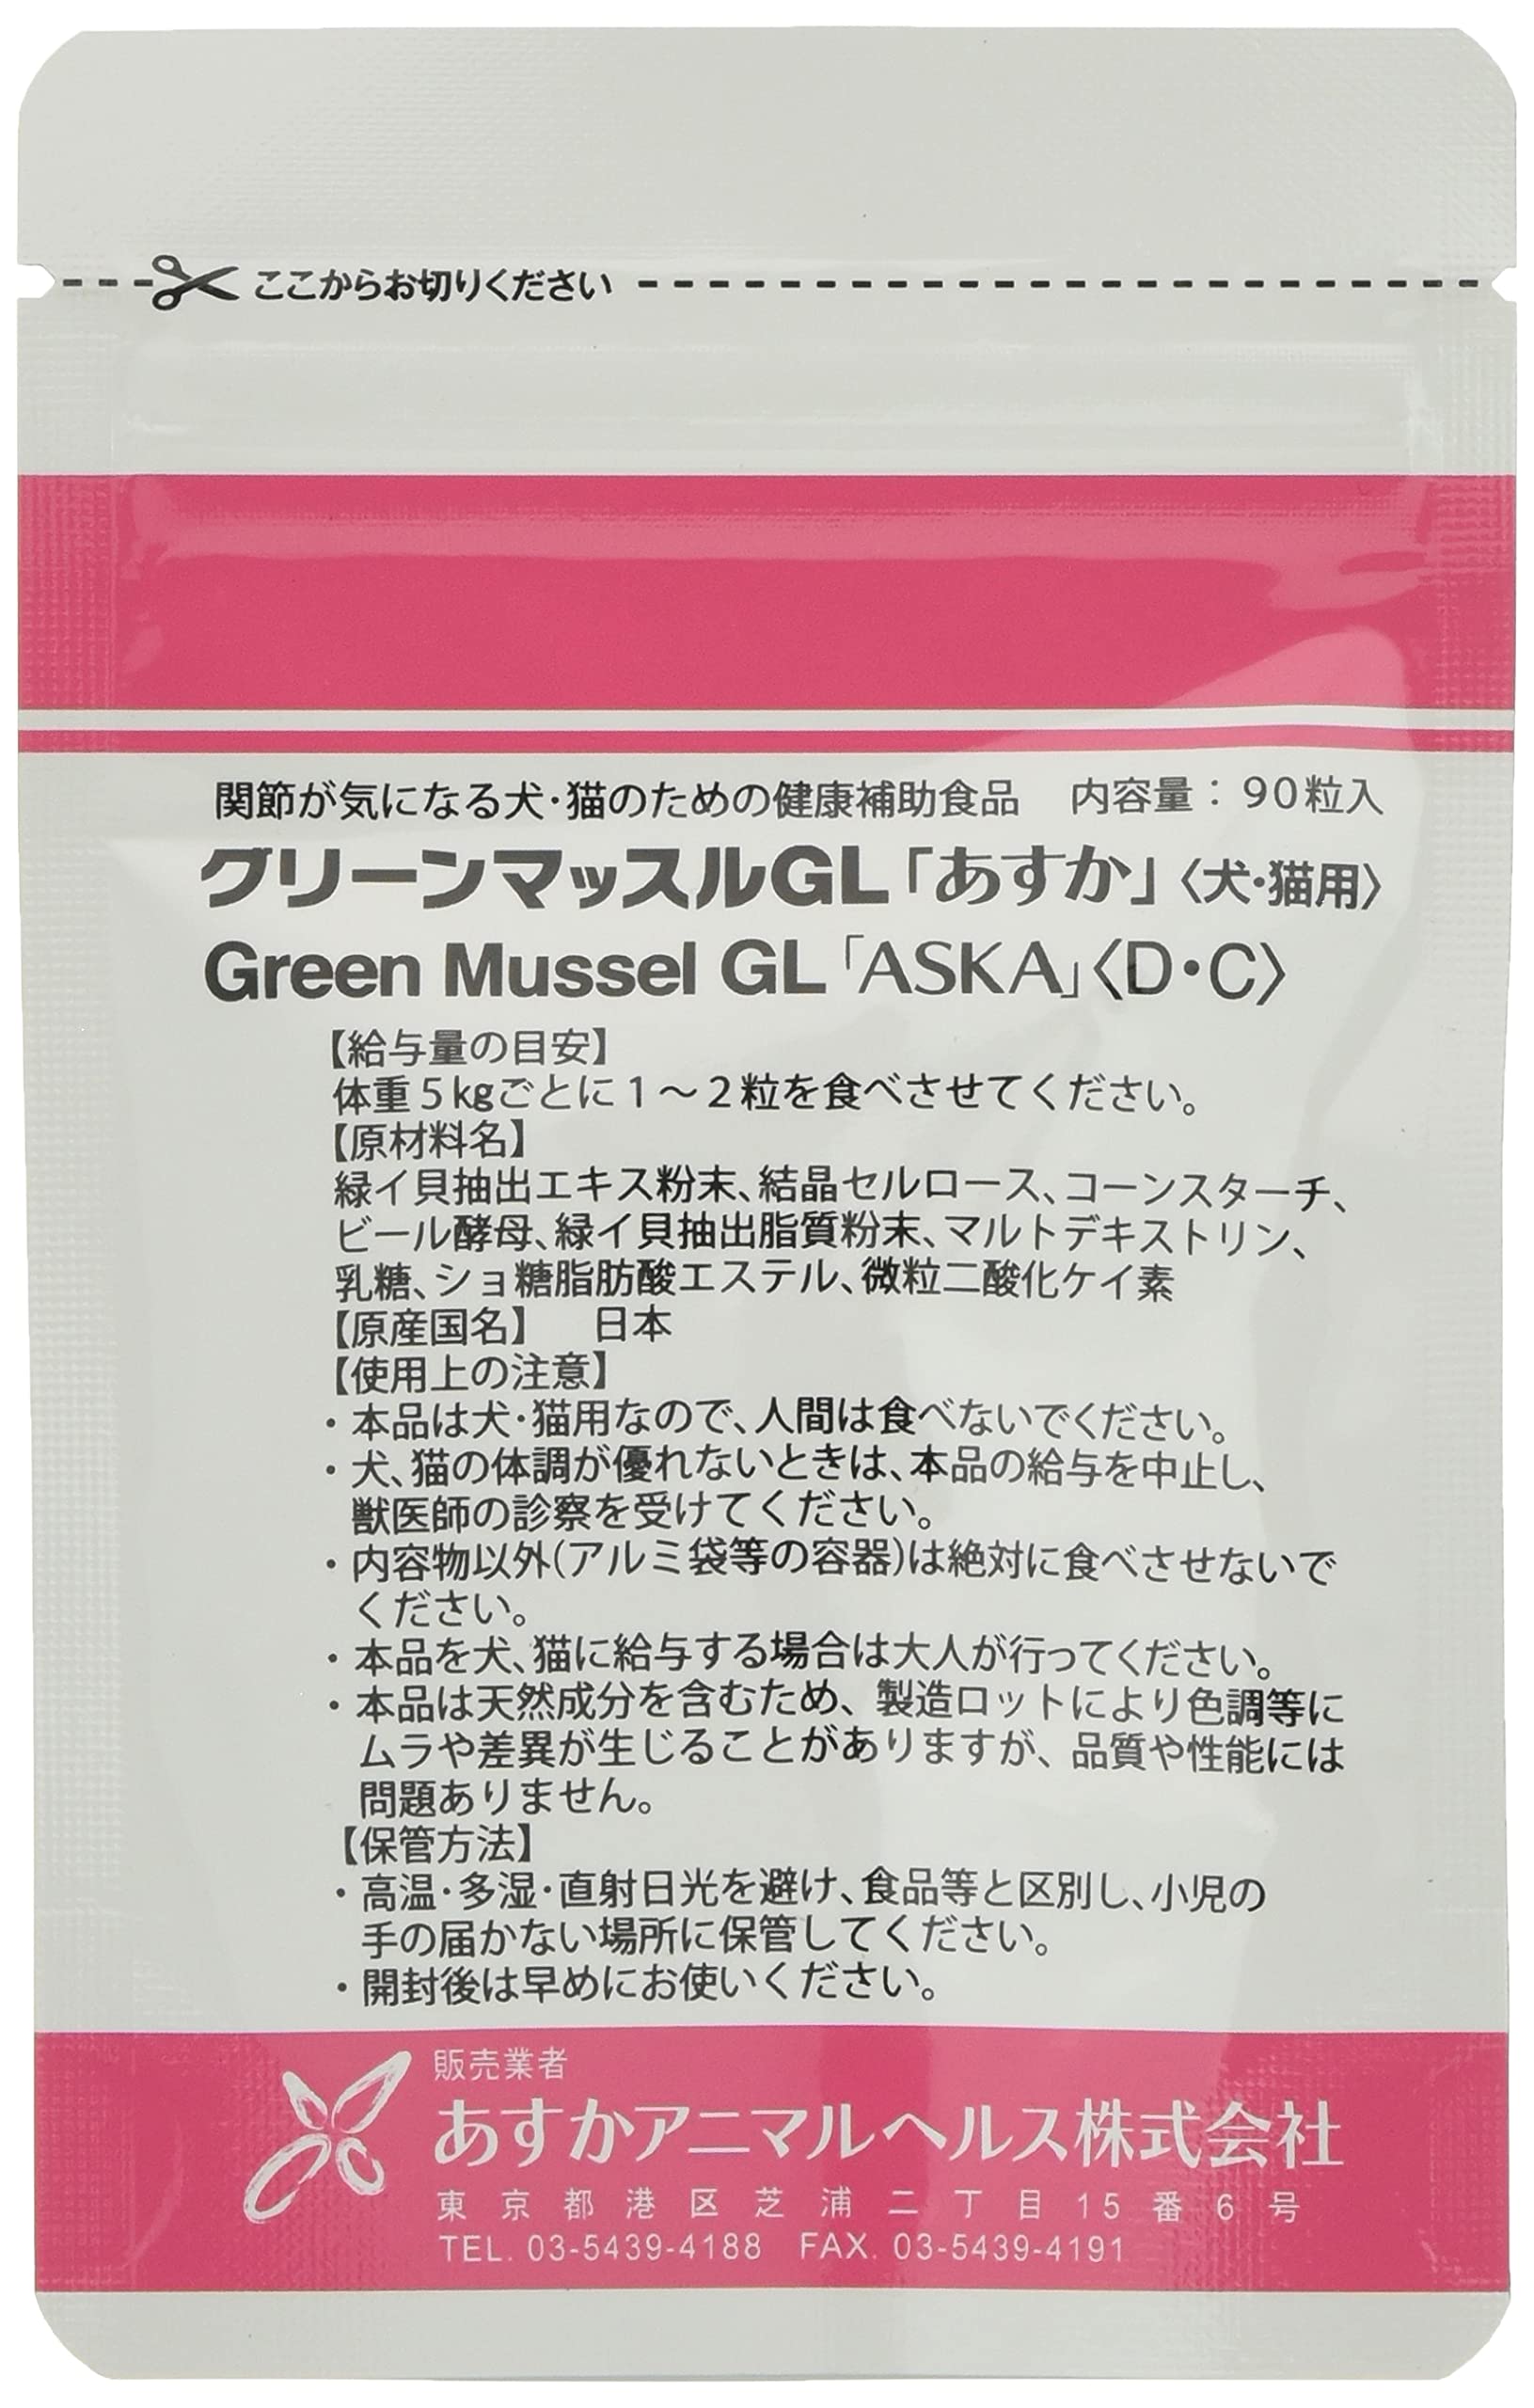 ここからお切りください
関節が気になる犬・猫のための健康補助食品 内容量：90粒入
グリーンマッスルGL「あすか」〈犬・猫用〉
Green Mussel GL「ASKA」〈D・C〉
【給与量の目安】
体重5kgごとに1～2粒を食べさせてください。
【原材料名】
緑イ貝抽出エキス粉末、結晶セルロース、コーンスターチ、
ビール酵母、緑イ貝抽出脂質粉末、マルトデキストリン、
乳糖、ショ糖脂肪酸エステル、微粒二酸化ケイ素
【原産国名】 日本
【使用上の注意】
・本品は犬・猫用なので、人間は食べないでください。
・犬、猫の体調が優れないときは、本品の給与を中止し、
獣医師の診察を受けてください。
・内容物以外(アルミ袋等の容器)は絶対に食べさせないで
ください。
・本品を犬、猫に給与する場合は大人が行ってください。
・本品は天然成分を含むため、製造ロットにより色調等に
ムラや差異が生じることがありますが、品質や性能には
問題ありません。
【保管方法】
・高温・多湿・直射日光を避け、食品等と区別し、小児の
手の届かない場所に保管してください。
・開封後は早めにお使いください。
販売業者
あすかアニマルヘルス株式会社
東京都港区芝浦二丁目15番6号
TEL. 03-5439-4188 FAX. 03-5439-4191